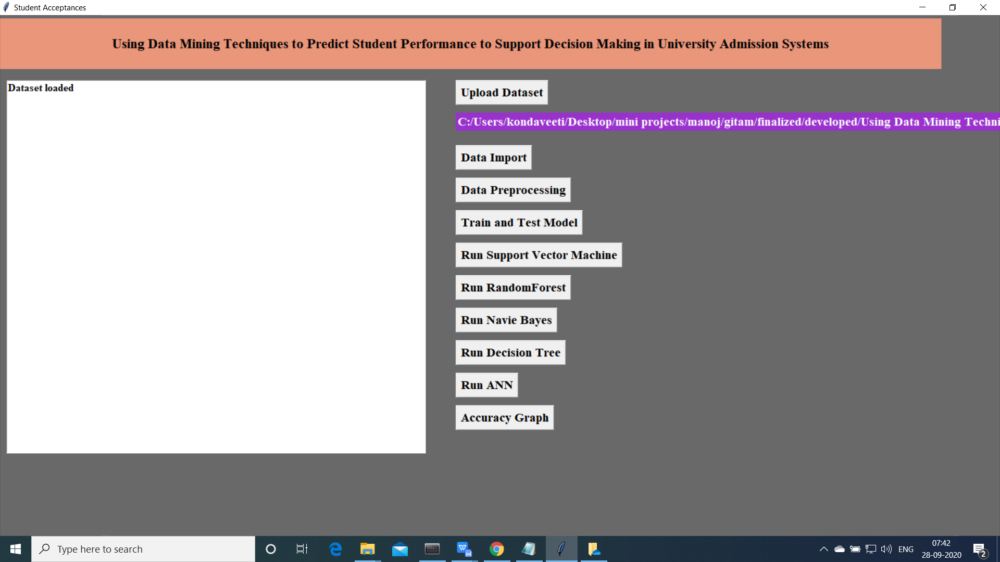 Student Acceptances
Using Data Mining Techniques to Predict Student Performance to Support Decision Making in University Admission Systems
Dataset loaded
Upload Dataset
C:/Users/kondaveeti/Desktop/mini projects/manoj/gitam/finalized/developed/Using Data Mining Techni
Data Import
Data Preprocessing
Train and Test Model
Run Support Vector Machine
Run RandomForest
Run Navie Bayes
Run Decision Tree
Run ANN
Accuracy Graph
Type here to search
ENG
07:42
28-09-2020
2